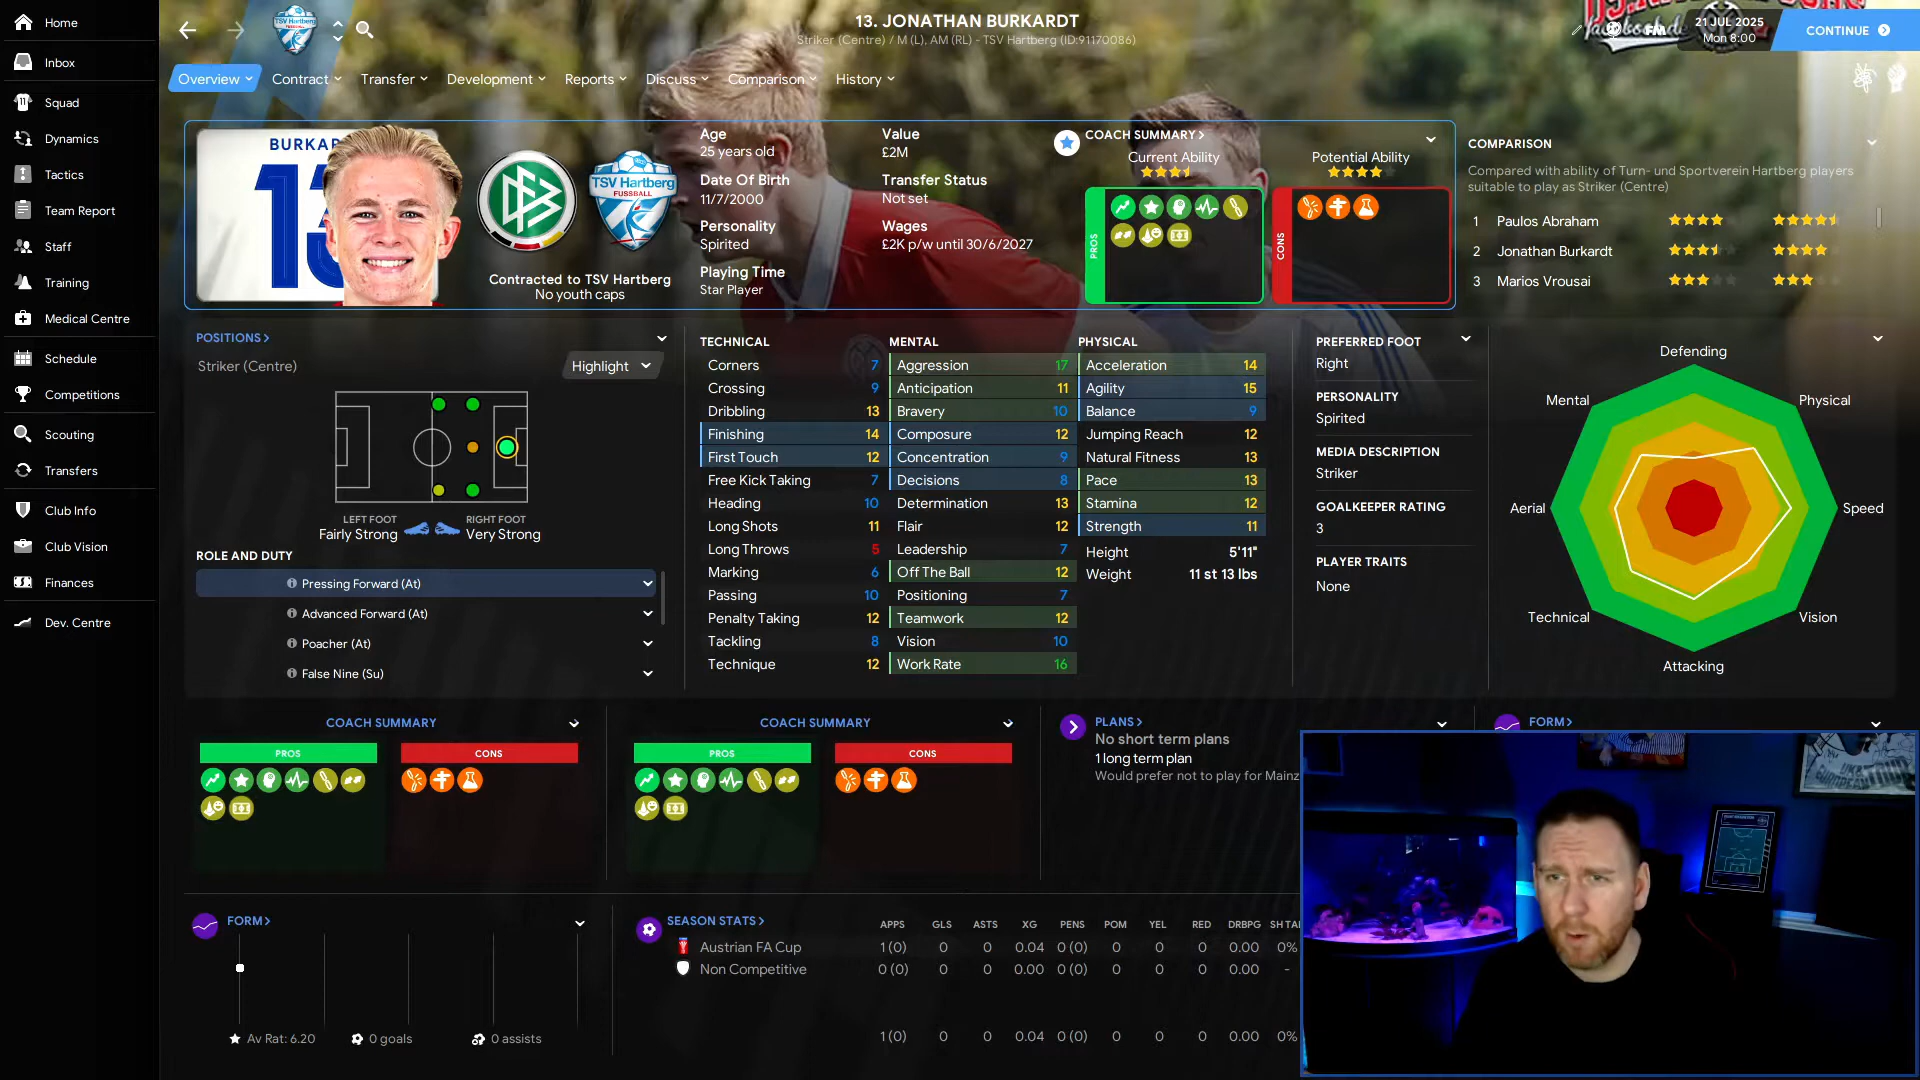 Home
Inbox
Squad
Dynamics
Tactics
Team Report
Staff
Training
Medical Centre
Schedule
Competitions
Scouting
Transfers
Club Info
Club Vision
Finances
Dev. Centre
13. JONATHAN BURKARDT
Striker (Centre) / M (L), AM (RL) - TSV Hartberg (ID:91170086)
FM
21 JUL 2025
Mon 8:00
CONTINUE
Overview
Contract
Transfer
Development
Reports
Discuss
Comparison
History
TSV Hartberg
FUSSBALL
Contracted to TSV Hartberg
No youth caps
Age
25 years old
Date Of Birth
11/7/2000
Personality
Spirited
Playing Time
Star Player
Value
£2M
Transfer Status
Not set
Wages
£2K p/w until 30/6/2027
COACH SUMMARY
Current Ability
Potential Ability
PROS
CONS
COMPARISON
Compared with ability of Turn- und Sportverein Hartberg players
suitable to play as Striker (Centre)
1 Paulos Abraham
2 Jonathan Burkardt
3 Marios Vrousai
POSITIONS
Striker (Centre)
Highlight
LEFT FOOT
Fairly Strong
RIGHT FOOT
Very Strong
ROLE AND DUTY
Pressing Forward (At)
Advanced Forward (At)
Poacher (At)
False Nine (Su)
TECHNICAL
Corners 7
Crossing 9
Dribbling 13
Finishing 14
First Touch 12
Free Kick Taking 7
Heading 10
Long Shots 11
Long Throws 5
Marking 6
Passing 10
Penalty Taking 12
Tackling 8
Technique 12
MENTAL
Aggression 17
Anticipation 11
Bravery 10
Composure 12
Concentration 9
Decisions 8
Determination 13
Flair 12
Leadership 7
Off The Ball 12
Positioning 7
Teamwork 12
Vision 10
Work Rate 16
PHYSICAL
Acceleration 14
Agility 15
Balance 9
Jumping Reach 12
Natural Fitness 13
Pace 13
Stamina 12
Strength 11
Height 5'11"
Weight 11 st 13 lbs
PREFERRED FOOT
Right
PERSONALITY
Spirited
MEDIA DESCRIPTION
Striker
GOALKEEPER RATING
3
PLAYER TRAITS
None
Defending
Physical
Speed
Vision
Attacking
Technical
Aerial
Mental
COACH SUMMARY
PROS
CONS
COACH SUMMARY
PROS
CONS
PLANS
No short term plans
1 long term plan
Would prefer not to play for Mainz
FORM
FORM
Av Rat: 6.20
0 goals
0 assists
SEASON STATS APPS GLS ASTS XG PENS POM YEL RED DRBPG SH TA
Austrian FA Cup 1 (0) 0 0 0.04 0 (0) 0 0 0 0.00 0%
Non Competitive 0 (0) 0 0 0.00 0 (0) 0 0 0 0.00 -
1 (0) 0 0 0.04 0 (0) 0 0 0 0.00 0%